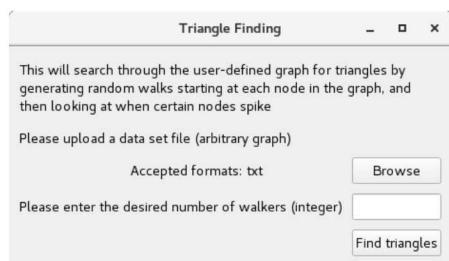 Triangle Finding
This will search through the user-defined graph for triangles by
generating random walks starting at each node in the graph, and
then looking at when certain nodes spike
Please upload a data set file (arbitrary graph)
Accepted formats: txt Browse
Please enter the desired number of walkers (integer)
Find triangles